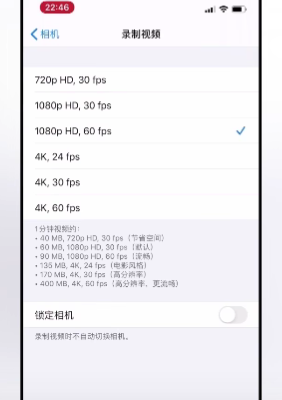 22:46
相机
录制视频
720p HD, 30 fps
1080p HD, 30 fps
1080p HD, 60 fps
4K, 24 fps
4K, 30 fps
4K, 60 fps
1分钟视频约:
• 40 MB, 720p HD, 30 fps（节省空间）
• 60 MB, 1080p HD, 30 fps（默认）
• 90 MB, 1080p HD, 60 fps（流畅）
• 135 MB, 4K, 24 fps（电影风格）
• 170 MB, 4K, 30 fps（高分辨率）
• 400 MB, 4K, 60 fps（高分辨率、更流畅）
锁定相机
录制视频时不自动切换相机。